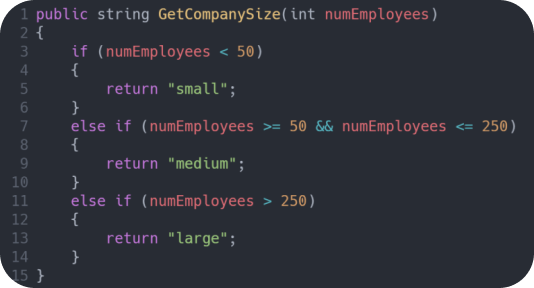 1 public string GetCompanySize(int numEmployees)
2 {
3     if (numEmployees < 50)
4     {
5         return "small";
6     }
7     else if (numEmployees >= 50 && numEmployees <= 250)
8     {
9         return "medium";
10     }
11     else if (numEmployees > 250)
12     {
13         return "large";
14     }
15 }